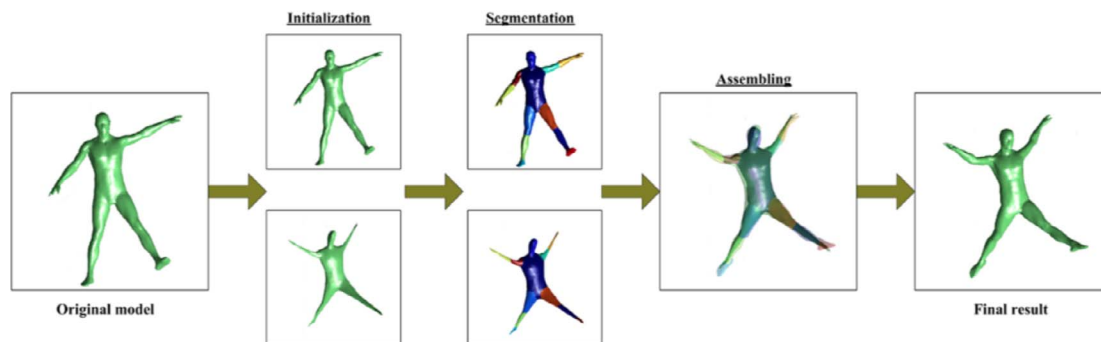 Initialization
Segmentation
Assembling
Original model
Final result